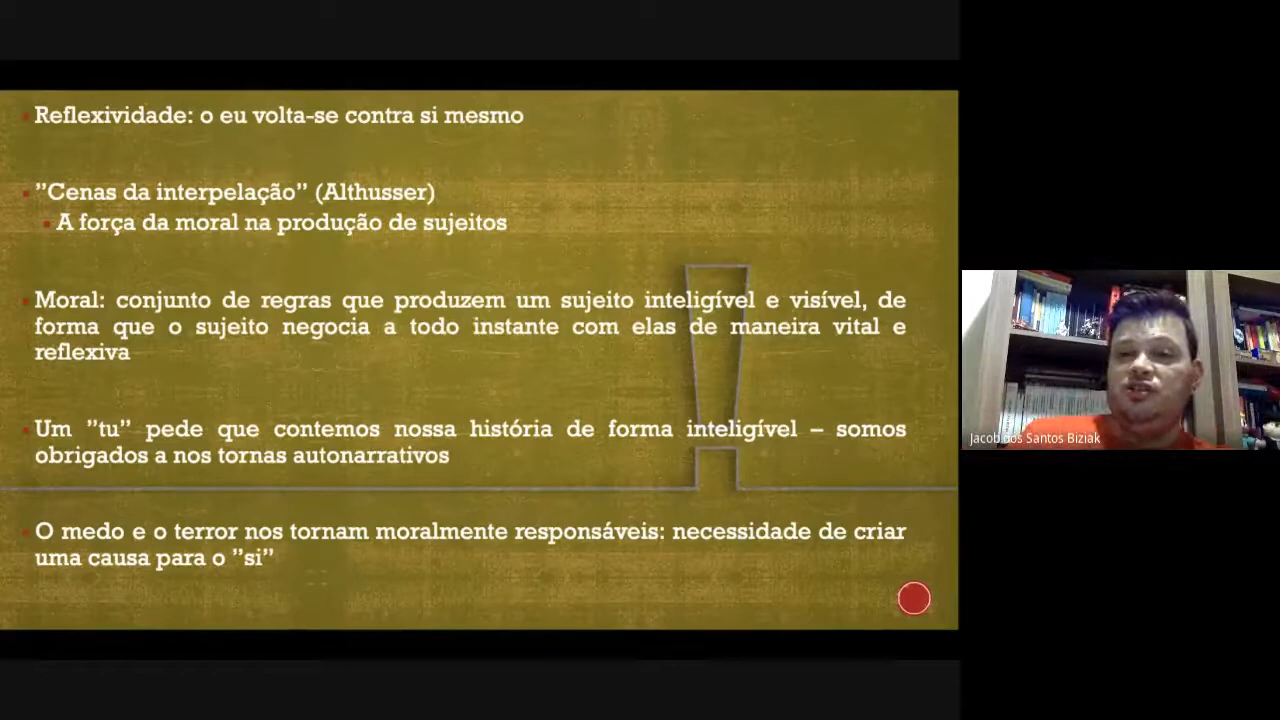 Reflexividade: o eu volta-se contra si mesmo
”Cenas da interpelação” (Althusser)
A força da moral na produção de sujeitos
Moral: conjunto de regras que produzem um sujeito inteligível e visível, de
forma que o sujeito negocia a todo instante com elas de maneira vital e
reflexiva
Um ”tu” pede que contemos nossa história de forma inteligível – somos
obrigados a nos tornas autonarrativos
O medo e o terror nos tornam moralmente responsáveis: necessidade de criar
uma causa para o ”si”
Jacob dos Santos Biziak